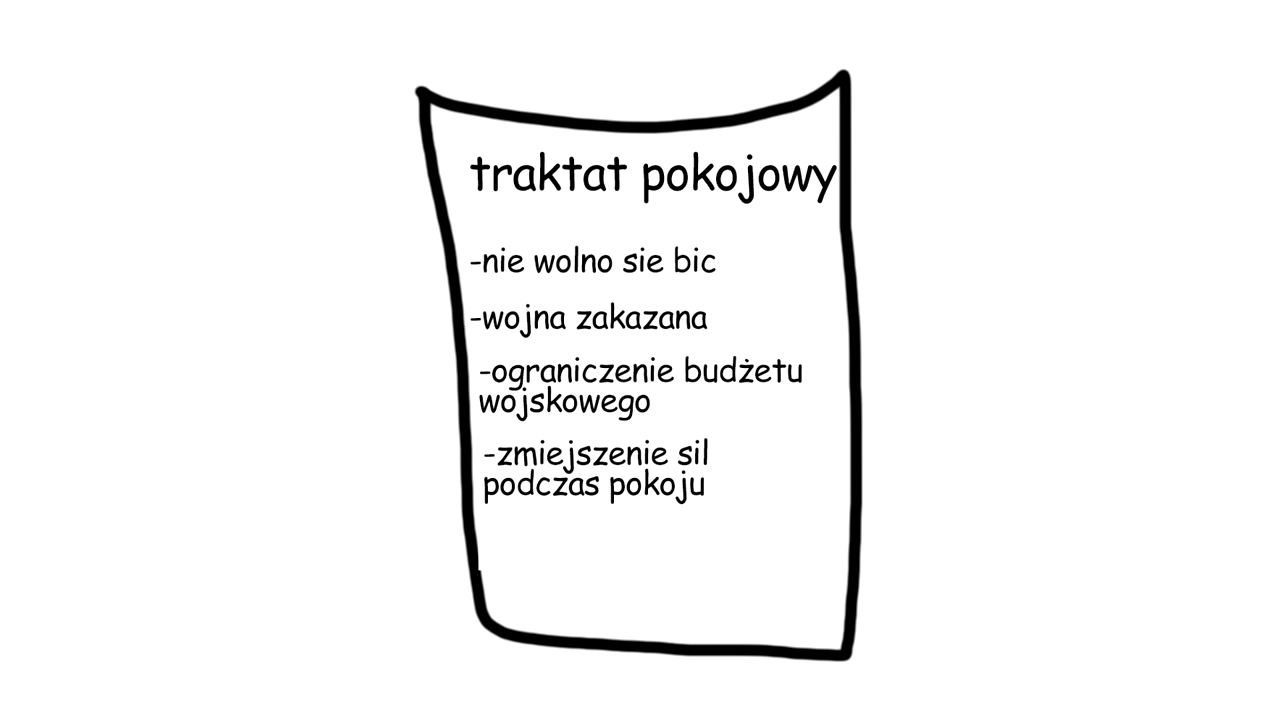 traktat pokojowy
-nie wolno sie bic
-wojna zakazana
-ograniczenie budżetu
wojskowego
-zmiejszenie sil
podczas pokoju